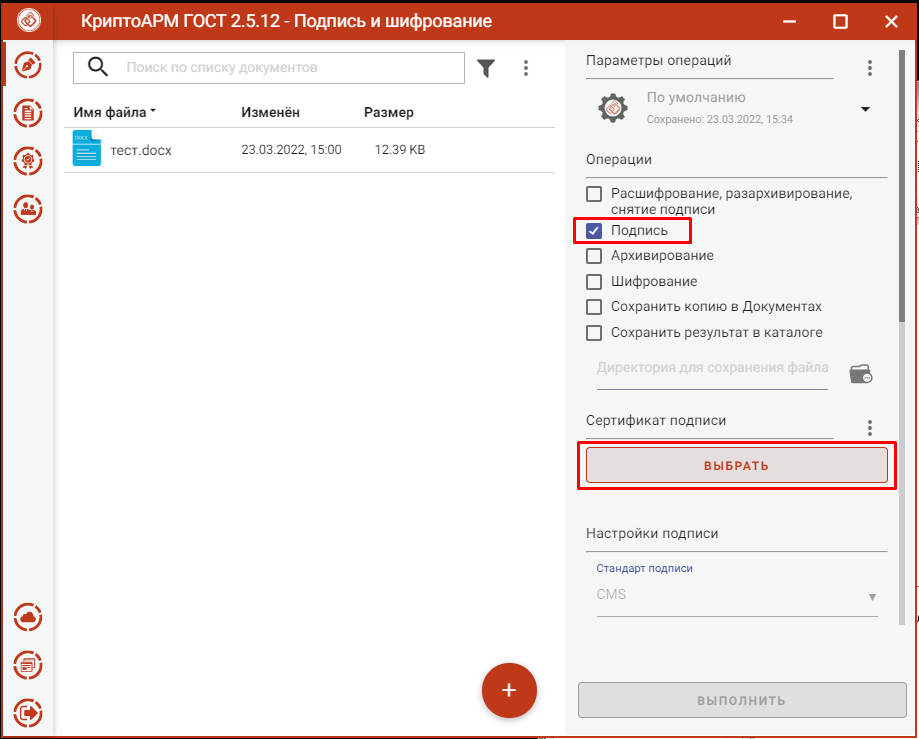 КриптоАРМ ГОСТ 2.5.12 - Подпись и шифрование
Поиск по списку документов
Имя файла Изменён Размер
DOCX
тест.docx 23.03.2022, 15:00 12.39 KB
Параметры операций
По умолчанию
Сохранено: 23.03.2022, 15:34
Операции
Расшифрование, разархивирование,
снятие подписи
Подпись
Архивирование
Шифрование
Сохранить копию в Документах
Сохранить результат в каталоге
Директория для сохранения файла
Сертификат подписи
ВЫБРАТЬ
Настройки подписи
Стандарт подписи
CMS
ВЫПОЛНИТЬ